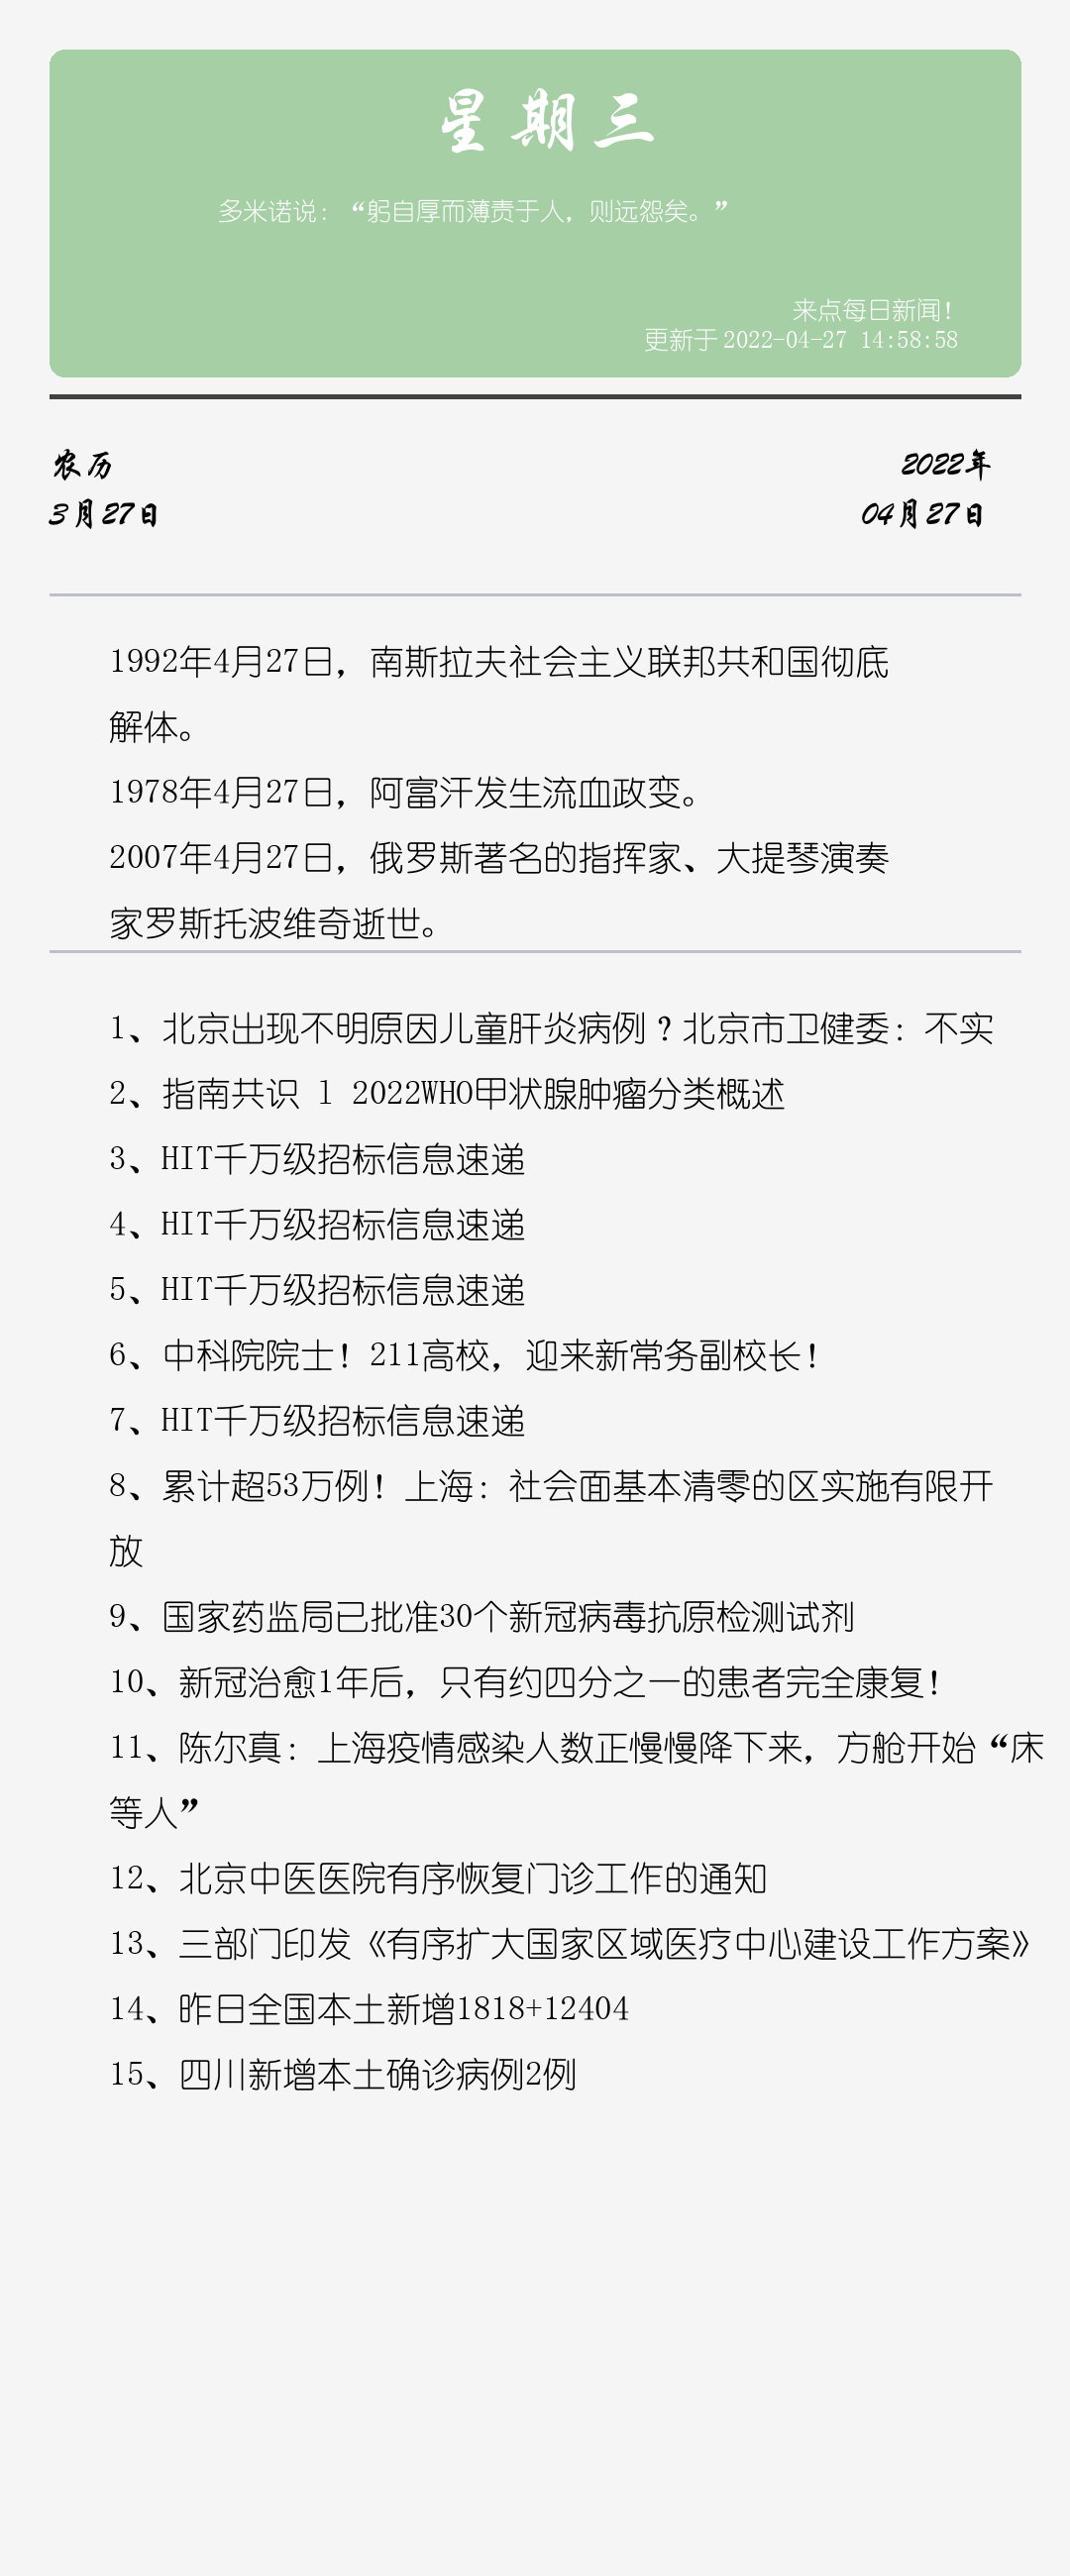 星期三
多米诺说：“躬自厚而薄责于人，则远怨矣。”
来点每日新闻！
更新于 2022-04-27 14:58:58
农历
2022年
3月27日
04月27日
1992年4月27日，南斯拉夫社会主义联邦共和国彻底
解体。
1978年4月27日，阿富汗发生流血政变。
2007年4月27日，俄罗斯著名的指挥家、大提琴演奏
家罗斯托波维奇逝世。
1、北京出现不明原因儿童肝炎病例？北京市卫健委：不实
2、指南共识 l 2022WHO甲状腺肿瘤分类概述
3、HIT千万级招标信息速递
4、HIT千万级招标信息速递
5、HIT千万级招标信息速递
6、中科院院士！211高校，迎来新常务副校长！
7、HIT千万级招标信息速递
8、累计超53万例！上海：社会面基本清零的区实施有限开
放
9、国家药监局已批准30个新冠病毒抗原检测试剂
10、新冠治愈1年后，只有约四分之一的患者完全康复！
11、陈尔真：上海疫情感染人数正慢慢降下来，方舱开始“床
等人”
12、北京中医医院有序恢复门诊工作的通知
13、三部门印发《有序扩大国家区域医疗中心建设工作方案》
14、昨日全国本土新增1818+12404
15、四川新增本土确诊病例2例